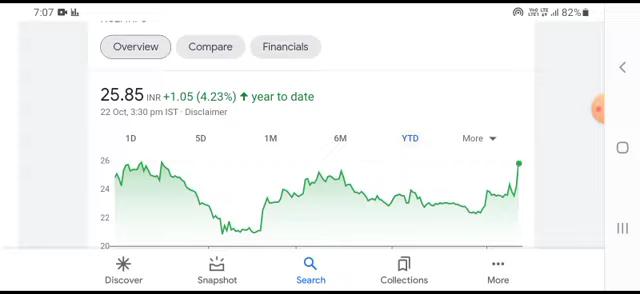 7:07 82%
Overview Compare Financials
25.85 INR +1.05 (4.23%) ↑ year to date
22 Oct, 3:30 pm IST · Disclaimer
1D 5D 1M 6M YTD More
26
24
22
20
Discover Snapshot Search Collections More